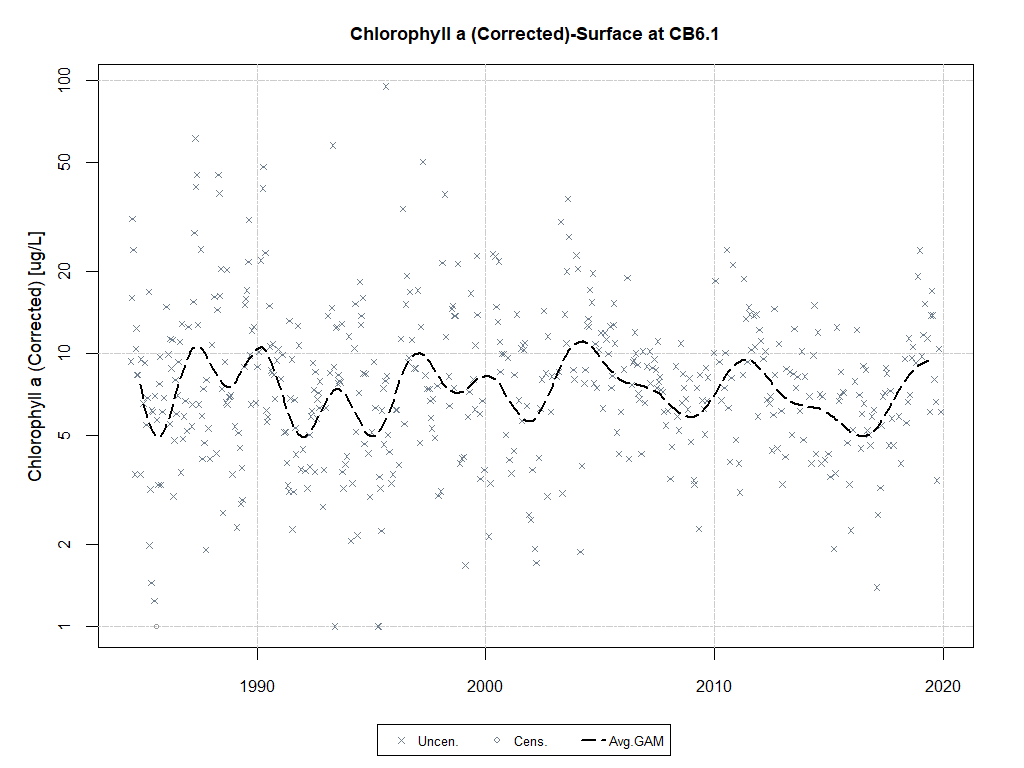 Chlorophyll a (Corrected)-Surface at CB6.1
Chlorophyll a (Corrected) [ug/L]
100
50
20
10
5
2
1
1990 2000 2010 2020
Uncen. Cens. Avg.GAM